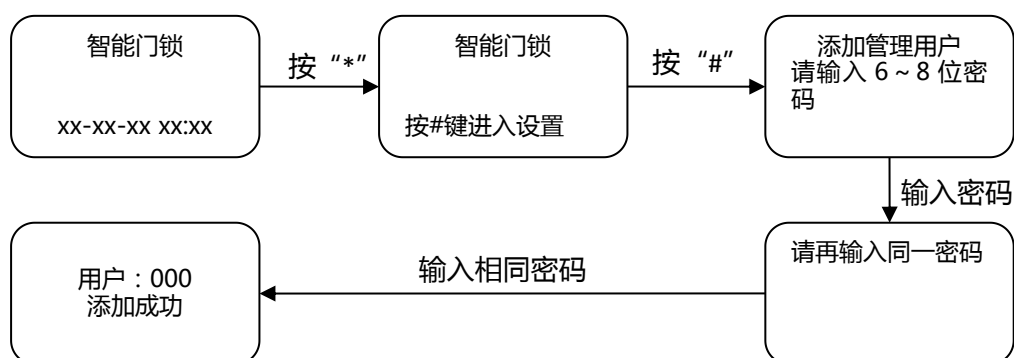 智能门锁
xx-xx-xx xx:xx
按“*”
智能门锁
按#键进入设置
按“#”
添加管理用户
请输入 6 ~ 8 位密
码
输入密码
请再输入同一密码
输入相同密码
用户：000
添加成功